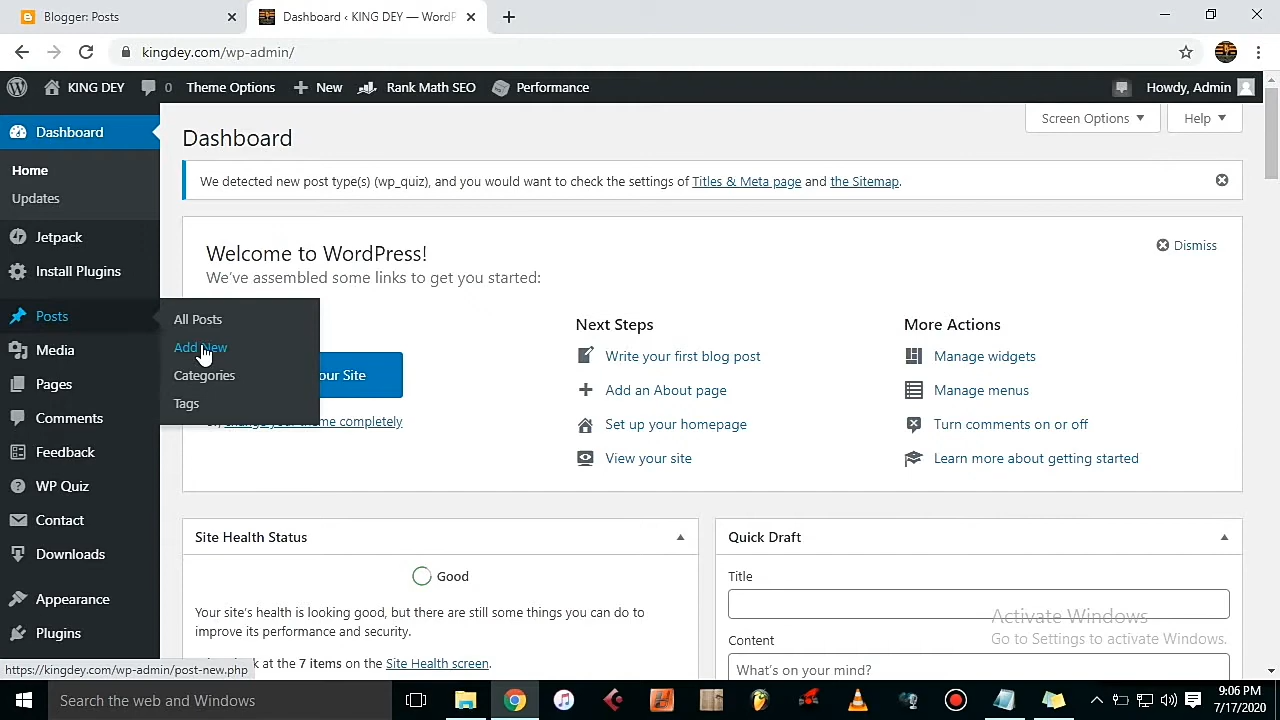 Blogger: Posts
Dashboard ‹ KING DEY — WordP
kingdey.com/wp-admin/
KING DEY
0
Theme Options
New
Rank Math SEO
Performance
Howdy, Admin
Dashboard
Home
Updates
Jetpack
Install Plugins
Posts
Media
Pages
Comments
Feedback
WP Quiz
Contact
Downloads
Appearance
Plugins
All Posts
Add New
Categories
Tags
Dashboard
Screen Options
Help
We detected new post type(s) (wp_quiz), and you would want to check the settings of Titles & Meta page and the Sitemap.
Welcome to WordPress!
We've assembled some links to get you started:
Dismiss
our Site
change your theme completely
Next Steps
Write your first blog post
Add an About page
Set up your homepage
View your site
More Actions
Manage widgets
Manage menus
Turn comments on or off
Learn more about getting started
Site Health Status
Good
Your site's health is looking good, but there are still some things you can do to
improve its performance and security.
k at the 7 items on the Site Health screen.
Quick Draft
Title
Content
What's on your mind?
Activate Windows
Go to Settings to activate Windows.
https://kingdey.com/wp-admin/post-new.php
Search the web and Windows
9:06 PM
7/17/2020